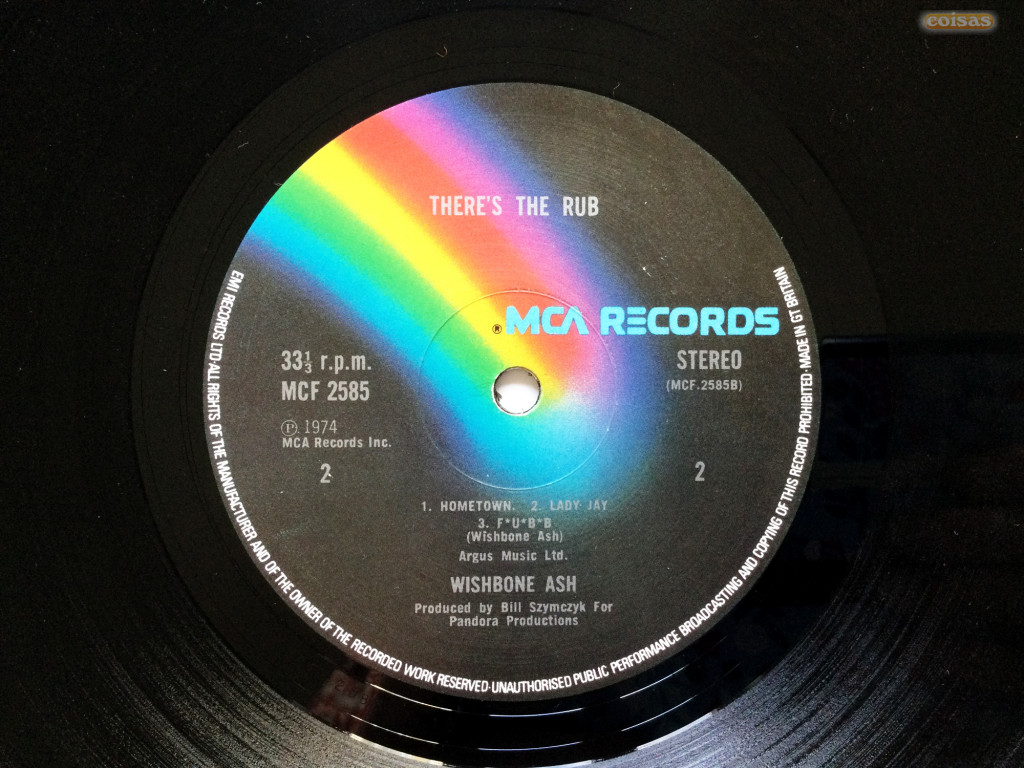 coisas
THERE'S THE RUB
® MCA RECORDS
33⅓ r.p.m.
MCF 2585
STEREO
(MCF.2585B)
Ⓟ. 1974
MCA Records Inc.
2
2
1. HOMETOWN. 2. LADY JAY
3. F*U*B*B
(Wishbone Ash)
Argus Music Ltd.
WISHBONE ASH
Produced by Bill Szymczyk For
Pandora Productions
EMI RECORDS LTD·ALL RIGHTS OF THE MANUFACTURER AND OF THE OWNER OF THE RECORDED WORK RESERVED·UNAUTHORISED PUBLIC PERFORMANCE BROADCASTING AND COPYING OF THIS RECORD PROHIBITED·MADE IN GT BRITAIN